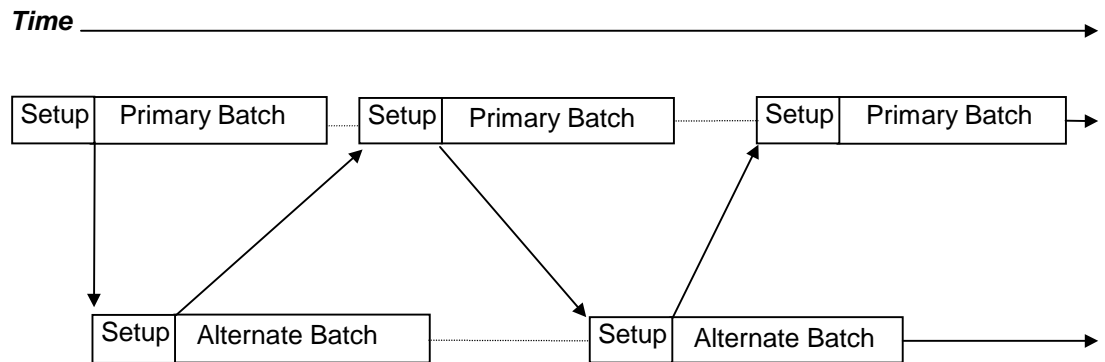 Time
Setup Primary Batch Setup Primary Batch Setup Primary Batch
Setup Alternate Batch Setup Alternate Batch